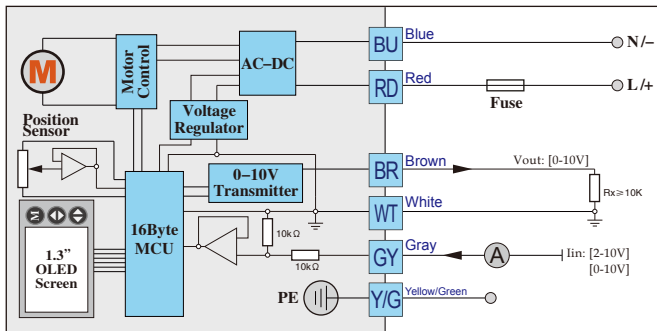 M
Motor
Control
AC–DC
Voltage
Regulator
Position
Sensor
0–10V
Transmitter
16Byte
MCU
M
1.3”
OLED
Screen
10kΩ
10kΩ
PE
BU
Blue
N/−
RD
Red
Fuse
L/+
BR
Brown
Vout: [0-10V]
Rx≥10K
WT
White
GY
Gray
A
Iin: [2-10V]
[0-10V]
Y/G
Yellow/Green